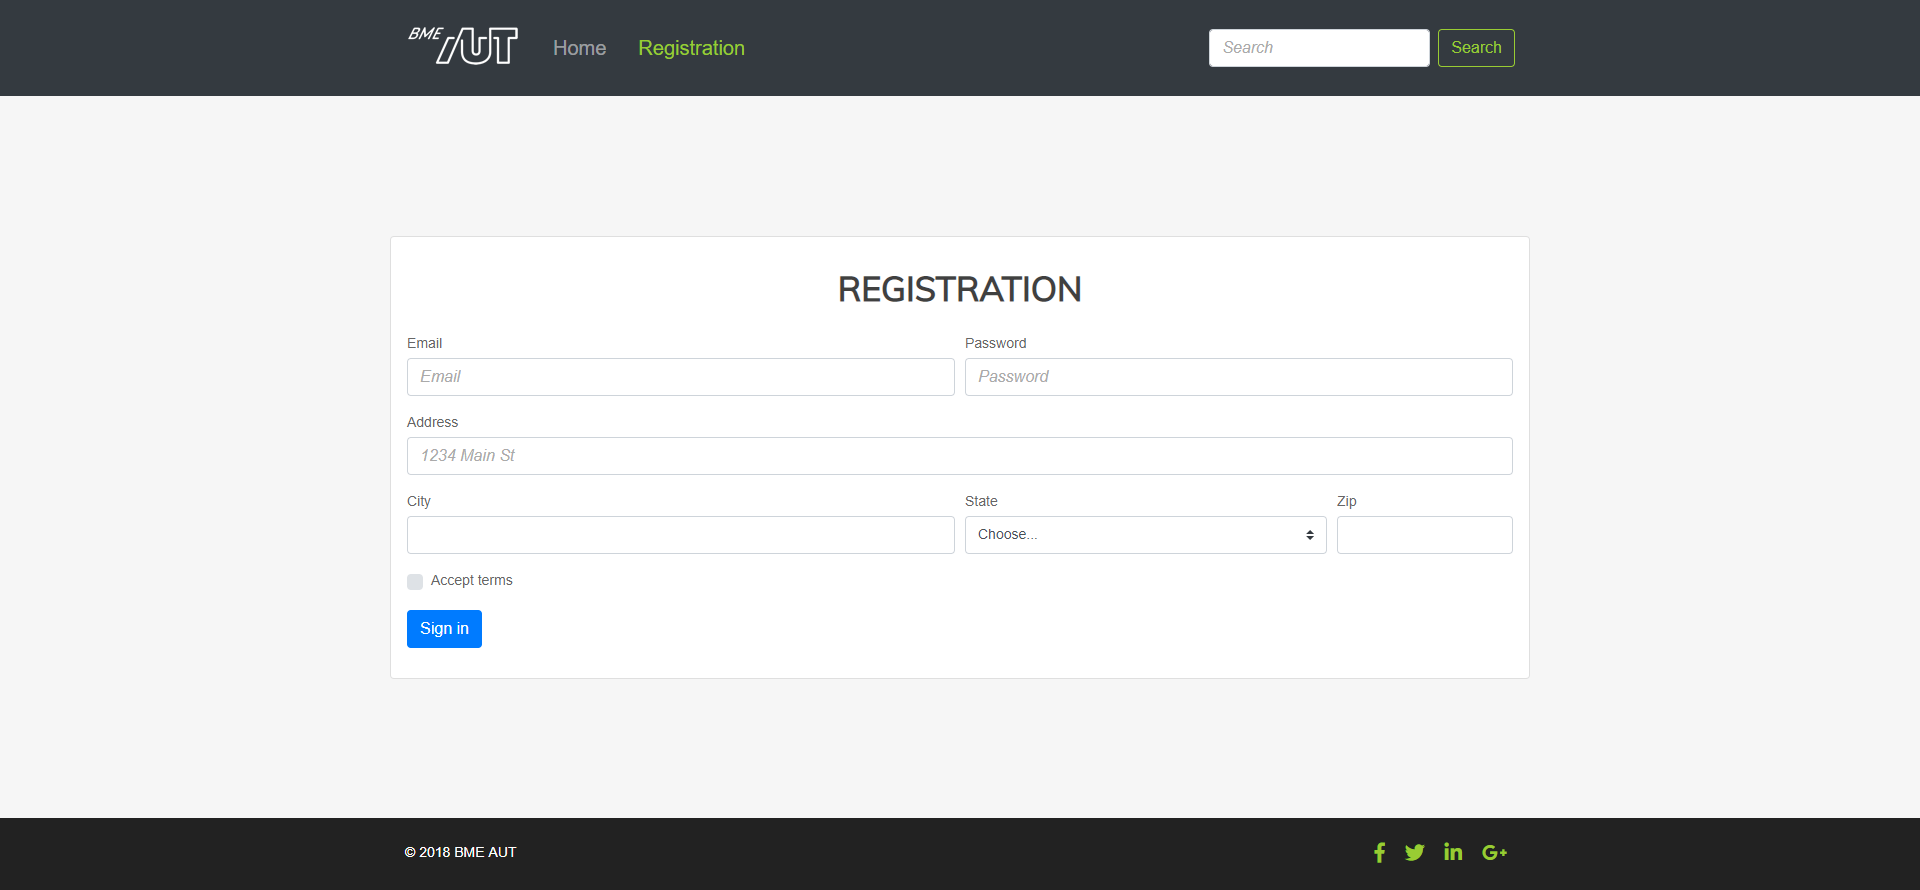 BME AUT Home Registration Search Search
REGISTRATION
Email Password
Email Password
Address
1234 Main St
City State Zip
Choose...
Accept terms
Sign in
© 2018 BME AUT